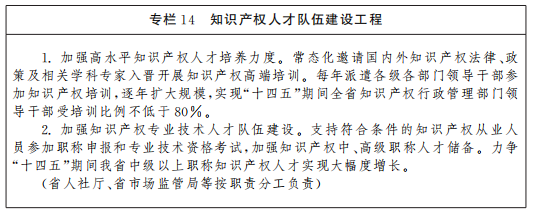 专栏14　知识产权人才队伍建设工程
1. 加强高水平知识产权人才培养力度。常态化邀请国内外知识产权法律、政
策及相关学科专家入晋开展知识产权高端培训。每年派遣各级各部门领导干部参
加知识产权培训,逐年扩大规模,实现“十四五”期间全省知识产权行政管理部门领
导干部受培训比例不低于80%。
2. 加强知识产权专业技术人才队伍建设。支持符合条件的知识产权从业人
员参加职称申报和专业技术资格考试,加强知识产权中、高级职称人才储备。力争
“十四五”期间我省中级以上职称知识产权人才实现大幅度增长。
(省人社厅、省市场监管局等按职责分工负责)